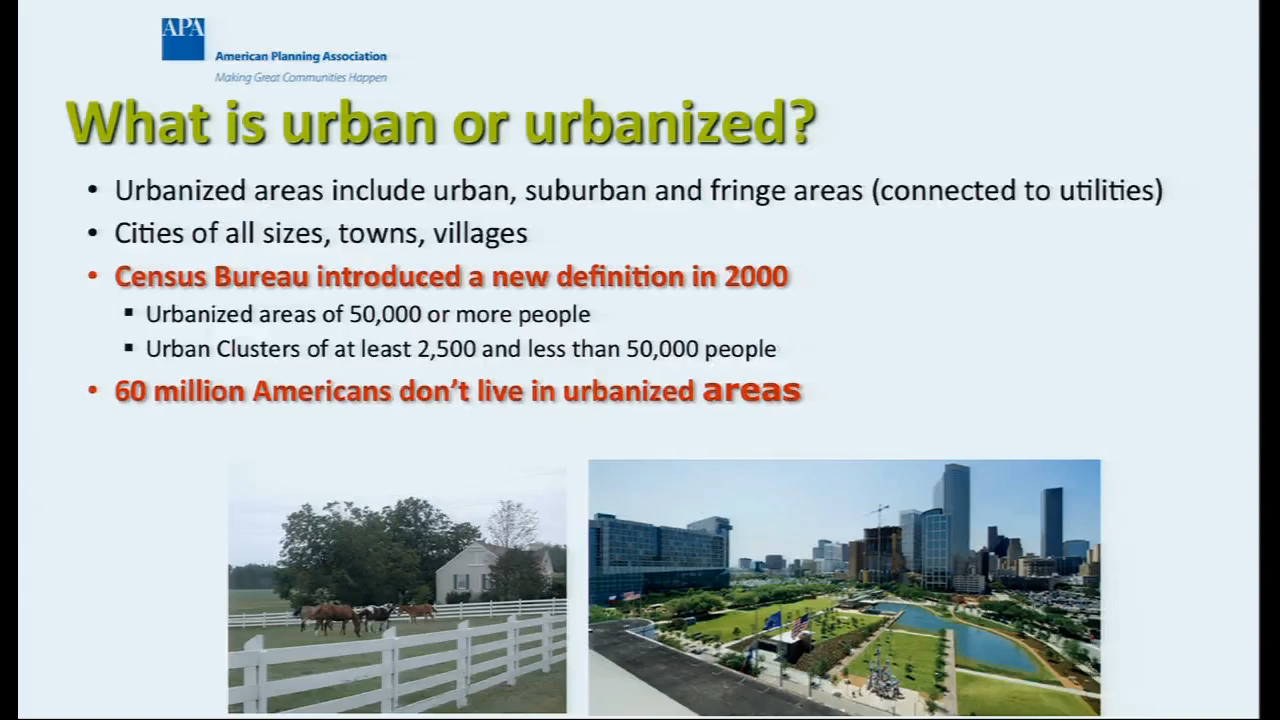 APA
American Planning Association
Making Great Communities Happen
What is urban or urbanized?
• Urbanized areas include urban, suburban and fringe areas (connected to utilities)
• Cities of all sizes, towns, villages
• Census Bureau introduced a new definition in 2000
▪ Urbanized areas of 50,000 or more people
▪ Urban Clusters of at least 2,500 and less than 50,000 people
• 60 million Americans don’t live in urbanized areas